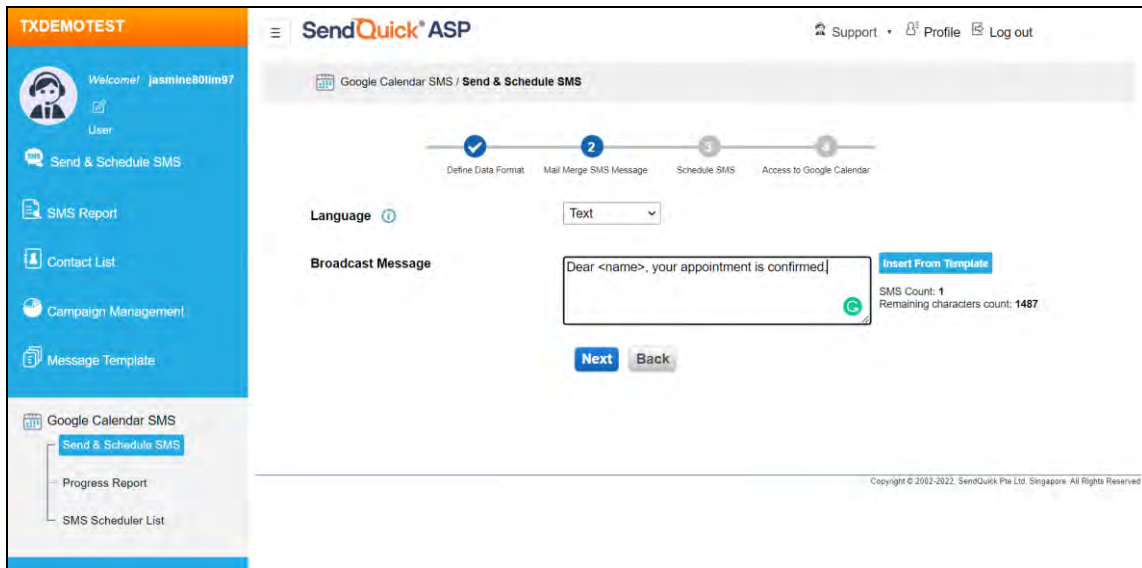 TXDEMOTEST
Welcome! jasmine80lim97
User
Send & Schedule SMS
SMS Report
Contact List
Campaign Management
Message Template
Google Calendar SMS
Send & Schedule SMS
Progress Report
SMS Scheduler List
SendQuick® ASP
Support
Profile
Log out
Google Calendar SMS / Send & Schedule SMS
2
3
4
Define Data Format
Mail Merge SMS Message
Schedule SMS
Access to Google Calendar
Language
Text
Broadcast Message
Dear <name>, your appointment is confirmed.
Insert From Template
SMS Count: 1
Remaining characters count: 1487
Next
Back
Copyright © 2002-2022, SendQuick Pte Ltd, Singapore. All Rights Reserved